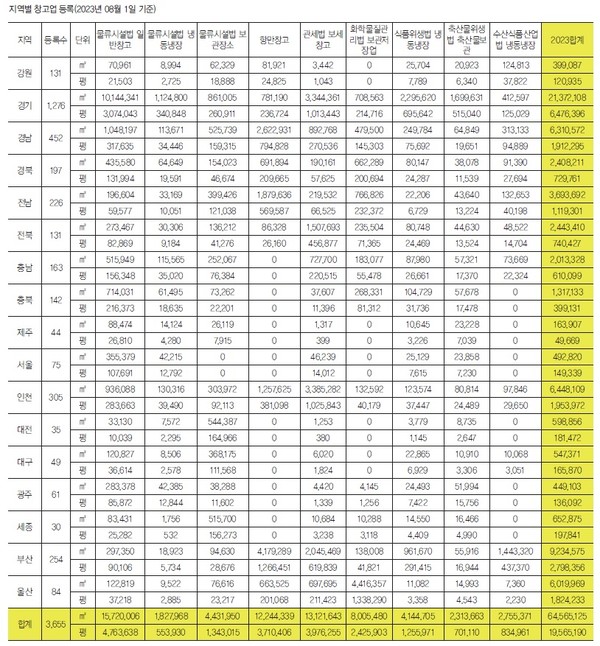 지역별 창고업 등록(2023년 08월 1일 기준)
지역 등록수 단위 물류시설법 일반창고 물류시설법 냉동냉장 물류시설법 보관장소 항만창고 관세법 보세창고 화학물질관리법 보관저장업 식품위생법 냉동냉장 축산물위생법 축산물보관 수산식품산업법 냉동냉장 2023합계
강원 131 ㎡ 70,961 8,994 62,329 81,921 3,442 0 25,704 20,923 124,813 399,087
평 21,503 2,725 18,888 24,825 1,043 0 7,789 6,340 37,822 120,935
경기 1,276 ㎡ 10,144,341 1,124,800 861,005 781,190 3,344,361 708,563 2,295,620 1,699,631 412,597 21,372,108
평 3,074,043 340,848 260,911 236,724 1,013,443 214,716 695,642 515,040 125,029 6,476,396
경남 452 ㎡ 1,048,197 113,671 525,739 2,622,931 892,768 479,500 249,784 64,849 313,133 6,310,572
평 317,635 34,446 159,315 794,828 270,536 145,303 75,692 19,651 94,889 1,912,295
경북 197 ㎡ 435,580 64,649 154,023 691,894 190,161 662,289 80,147 38,078 91,390 2,408,211
평 131,994 19,591 46,674 209,665 57,625 200,694 24,287 11,539 27,694 729,761
전남 226 ㎡ 196,604 33,169 399,426 1,879,636 219,532 766,826 22,206 43,640 132,653 3,693,692
평 59,577 10,051 121,038 569,587 66,525 232,372 6,729 13,224 40,198 1,119,301
전북 131 ㎡ 273,467 30,306 136,212 86,328 1,507,693 235,504 80,748 44,630 48,522 2,443,410
평 82,869 9,184 41,276 26,160 456,877 71,365 24,469 13,524 14,704 740,427
충남 163 ㎡ 515,949 115,565 252,067 0 727,700 183,077 87,980 57,321 73,669 2,013,328
평 156,348 35,020 76,384 0 220,515 55,478 26,661 17,370 22,324 610,099
충북 142 ㎡ 714,031 61,495 73,262 0 37,607 268,331 104,729 57,678 0 1,317,133
평 216,373 18,635 22,201 0 11,396 81,312 31,736 17,478 0 399,131
제주 44 ㎡ 88,474 14,124 26,119 0 1,317 0 10,645 23,228 0 163,907
평 26,810 4,280 7,915 0 399 0 3,226 7,039 0 49,669
서울 75 ㎡ 355,379 42,215 0 0 46,239 0 25,129 23,858 0 492,820
평 107,691 12,792 0 0 14,012 0 7,615 7,230 0 149,339
인천 305 ㎡ 936,088 130,316 303,972 1,257,625 3,385,282 132,592 123,574 80,814 97,846 6,448,109
평 283,663 39,490 92,113 381,098 1,025,843 40,179 37,447 24,489 29,650 1,953,972
대전 35 ㎡ 33,130 7,572 544,387 0 1,253 0 3,779 8,735 0 598,856
평 10,039 2,295 164,966 0 380 0 1,145 2,647 0 181,472
대구 49 ㎡ 120,827 8,506 368,175 0 6,020 0 22,865 10,910 10,068 547,371
평 36,614 2,578 111,568 0 1,824 0 6,929 3,306 3,051 165,870
광주 61 ㎡ 283,378 42,385 38,288 0 4,420 4,145 24,493 51,994 0 449,103
평 85,872 12,844 11,602 0 1,339 1,256 7,422 15,756 0 136,092
세종 30 ㎡ 83,431 1,756 515,700 0 10,684 10,288 14,550 16,466 0 652,875
평 25,282 532 156,273 0 3,238 3,118 4,409 4,990 0 197,841
부산 254 ㎡ 297,350 18,923 94,630 4,179,289 2,045,469 138,008 961,670 55,916 1,443,320 9,234,575
평 90,106 5,734 28,676 1,266,451 619,839 41,821 291,415 16,944 437,370 2,798,356
울산 84 ㎡ 122,819 9,522 76,616 663,525 697,695 4,416,357 11,082 14,993 7,360 6,019,969
평 37,218 2,885 23,217 201,068 211,423 1,338,290 3,358 4,543 2,230 1,824,233
합계 3,655 ㎡ 15,720,006 1,827,968 4,431,950 12,244,339 13,121,643 8,005,480 4,144,705 2,313,663 2,755,371 64,565,125
평 4,763,638 553,930 1,343,015 3,710,406 3,976,255 2,425,903 1,255,971 701,110 834,961 19,565,190